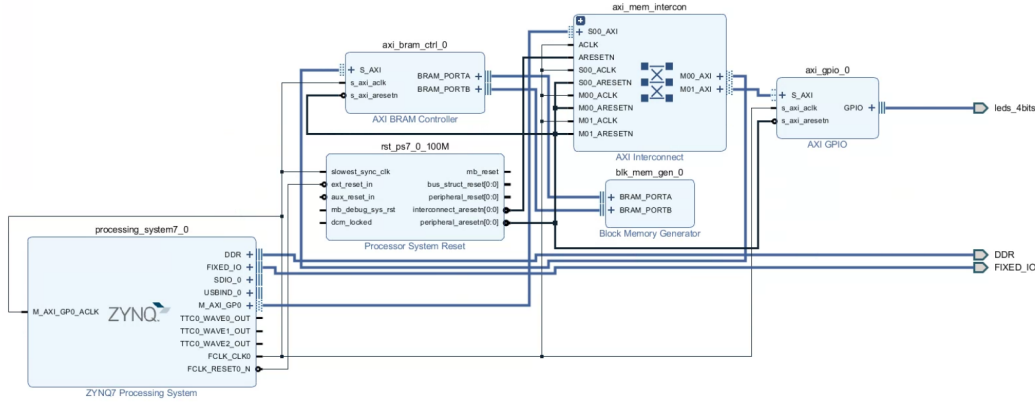 axi_mem_intercon
S00_AXI
ACLK
ARESETN
S00_ACLK
S00_ARESETN
M00_ACLK
M00_ARESETN
M01_ACLK
M01_ARESETN
M00_AXI
M01_AXI
AXI Interconnect
axi_bram_ctrl_0
S_AXI
s_axi_aclk
s_axi_aresetn
BRAM_PORTA
BRAM_PORTB
AXI BRAM Controller
axi_gpio_0
S_AXI
s_axi_aclk
s_axi_aresetn
GPIO
AXI GPIO
leds_4bits
rst_ps7_0_100M
slowest_sync_clk
ext_reset_in
aux_reset_in
mb_debug_sys_rst
dcm_locked
mb_reset
bus_struct_reset[0:0]
peripheral_reset[0:0]
interconnect_aresetn[0:0]
peripheral_aresetn[0:0]
Processor System Reset
blk_mem_gen_0
BRAM_PORTA
BRAM_PORTB
Block Memory Generator
processing_system7_0
M_AXI_GP0_ACLK
ZYNQ
DDR
FIXED_IO
SDIO_0
USBIND_0
M_AXI_GP0
TTC0_WAVE0_OUT
TTC0_WAVE1_OUT
TTC0_WAVE2_OUT
FCLK_CLK0
FCLK_RESET0_N
ZYNQ7 Processing System
DDR
FIXED_IO